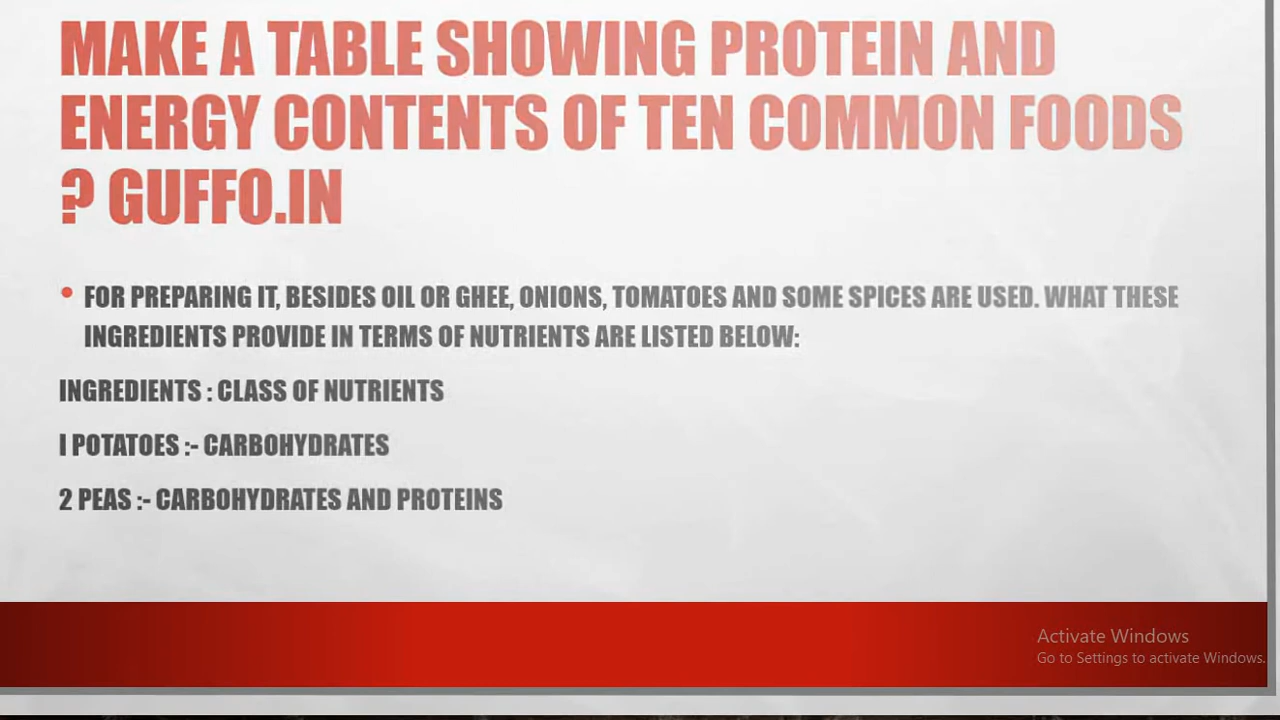 MAKE A TABLE SHOWING PROTEIN AND
ENERGY CONTENTS OF TEN COMMON FOODS
? GUFFO.IN
• FOR PREPARING IT, BESIDES OIL OR GHEE, ONIONS, TOMATOES AND SOME SPICES ARE USED. WHAT THESE
INGREDIENTS PROVIDE IN TERMS OF NUTRIENTS ARE LISTED BELOW:
INGREDIENTS : CLASS OF NUTRIENTS
I POTATOES :- CARBOHYDRATES
2 PEAS :- CARBOHYDRATES AND PROTEINS
Activate Windows
Go to Settings to activate Windows.